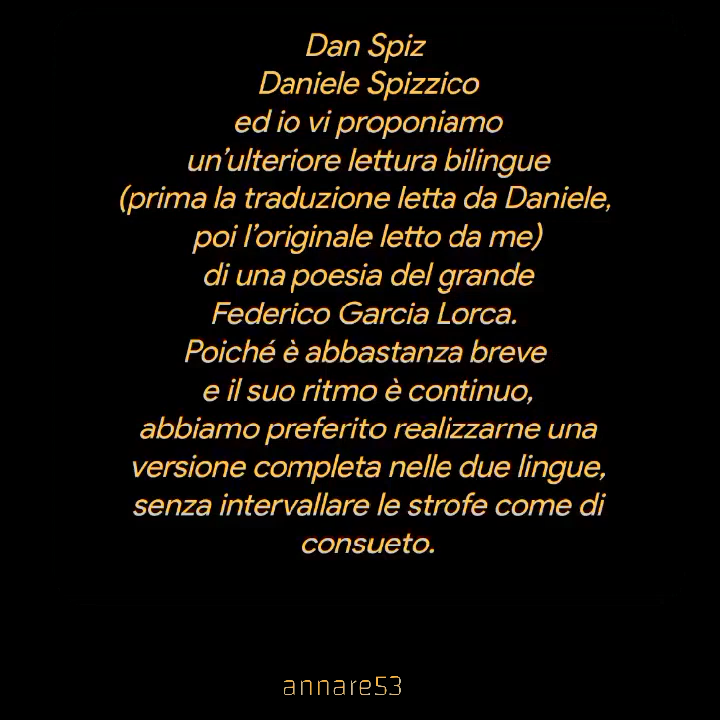 Dan Spiz
Daniele Spizzico
ed io vi proponiamo
un’ulteriore lettura bilingue
(prima la traduzione letta da Daniele,
poi l’originale letto da me)
di una poesia del grande
Federico Garcia Lorca.
Poiché è abbastanza breve
e il suo ritmo è continuo,
abbiamo preferito realizzarne una
versione completa nelle due lingue,
senza intervallare le strofe come di
consueto.
annare53